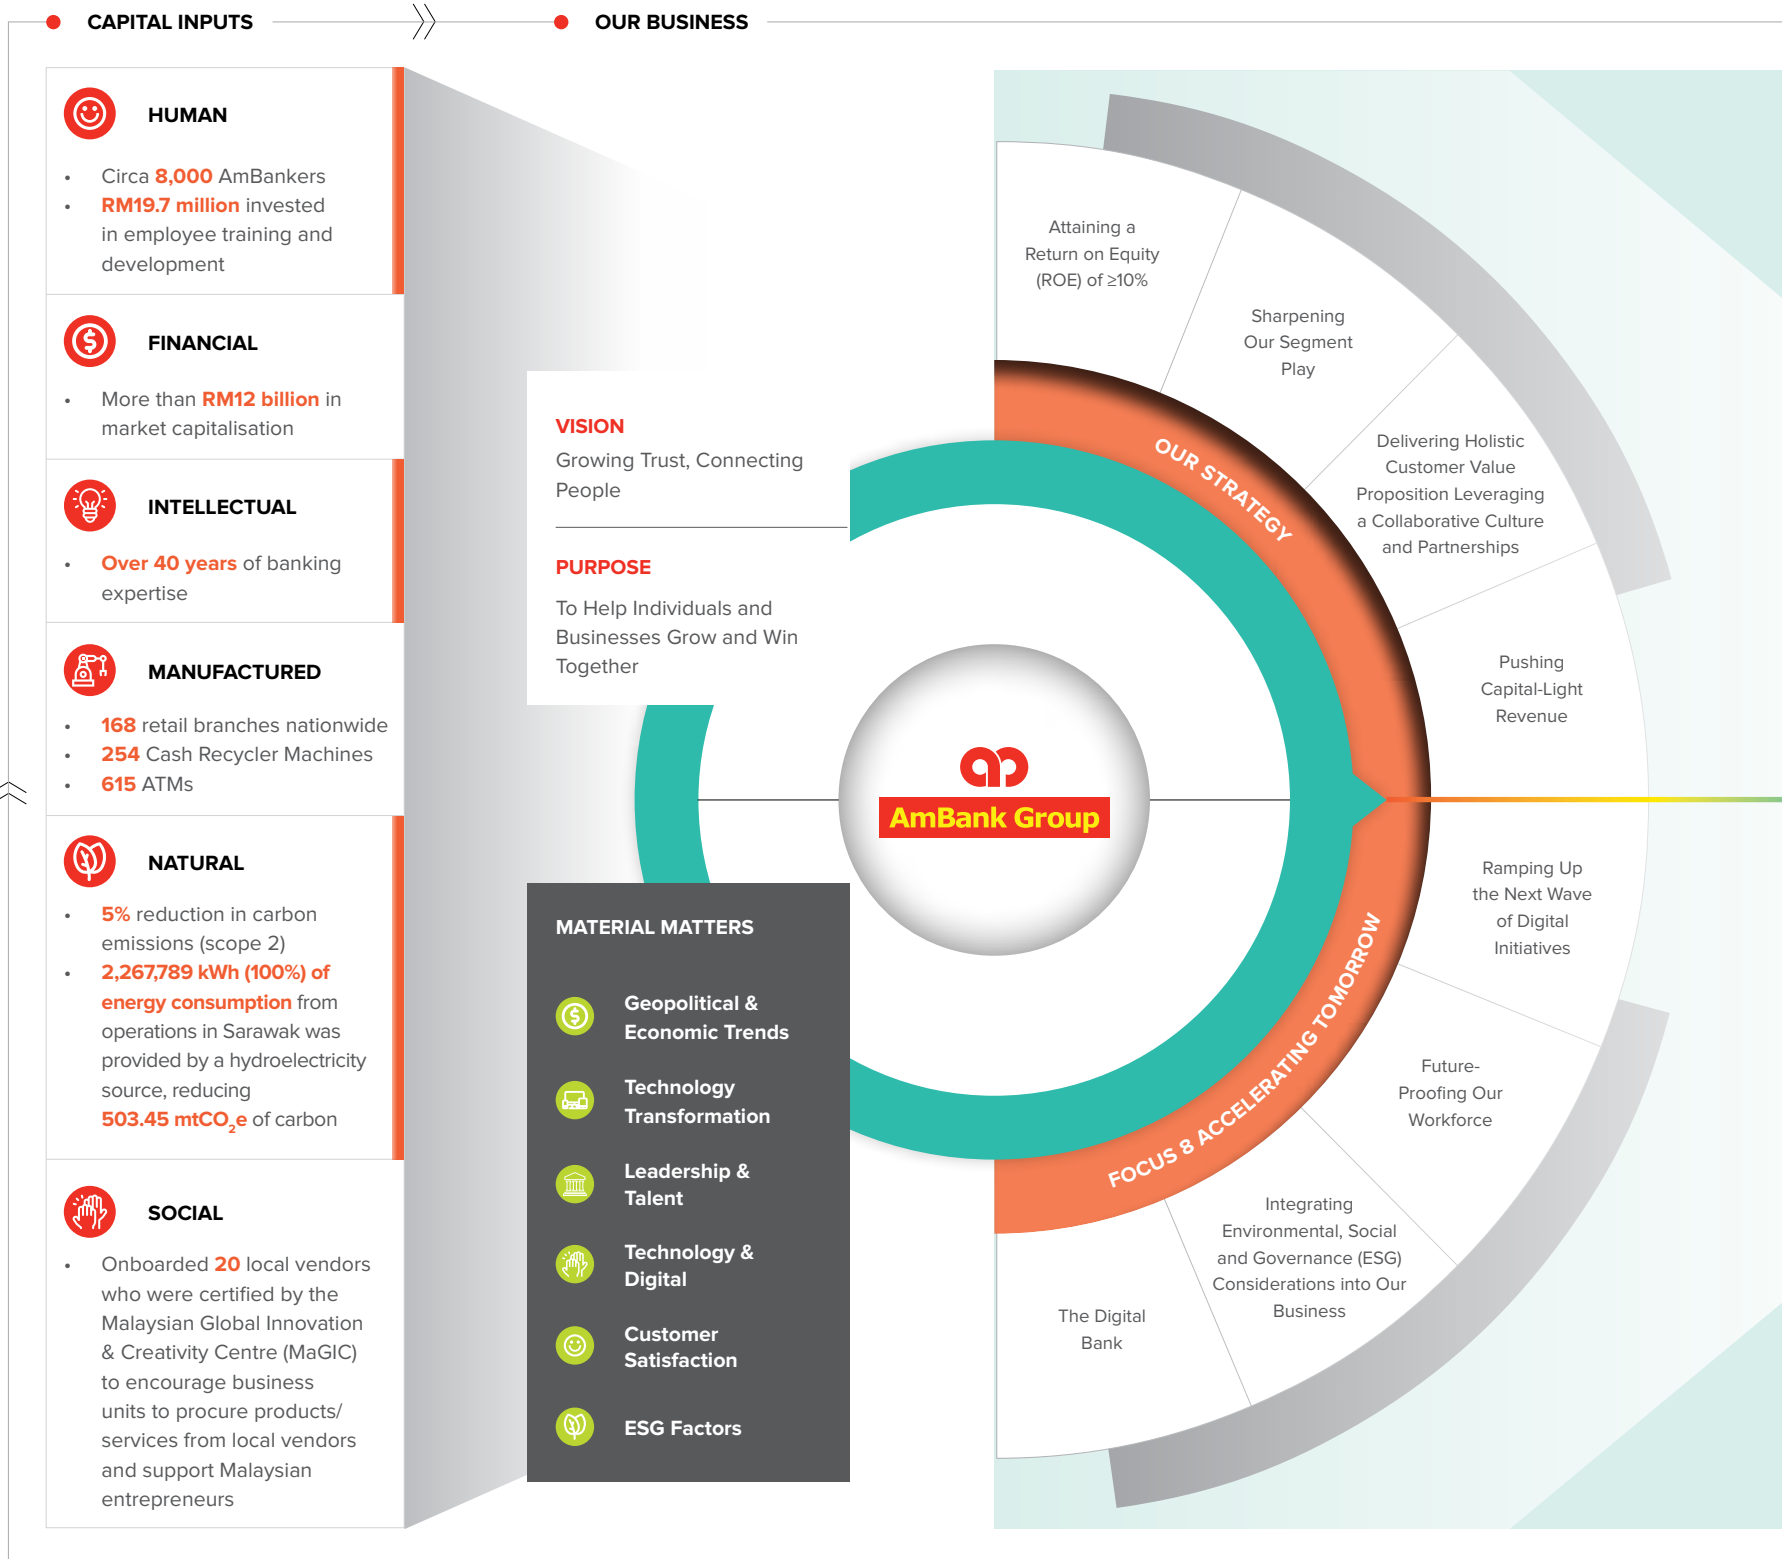 CAPITAL INPUTS
OUR BUSINESS
HUMAN
• Circa 8,000 AmBankers
• RM19.7 million invested
in employee training and
development
FINANCIAL
• More than RM12 billion in
market capitalisation
INTELLECTUAL
• Over 40 years of banking
expertise
MANUFACTURED
• 168 retail branches nationwide
• 254 Cash Recycler Machines
• 615 ATMs
NATURAL
• 5% reduction in carbon
emissions (scope 2)
• 2,267,789 kWh (100%) of
energy consumption from
operations in Sarawak was
provided by a hydroelectricity
source, reducing
503.45 mtCO₂e of carbon
SOCIAL
• Onboarded 20 local vendors
who were certified by the
Malaysian Global Innovation
& Creativity Centre (MaGIC)
to encourage business
units to procure products/
services from local vendors
and support Malaysian
entrepreneurs
VISION
Growing Trust, Connecting
People
PURPOSE
To Help Individuals and
Businesses Grow and Win
Together
AmBank Group
MATERIAL MATTERS
Geopolitical &
Economic Trends
Technology
Transformation
Leadership &
Talent
Technology &
Digital
Customer
Satisfaction
ESG Factors
OUR STRATEGY
FOCUS 8 ACCELERATING TOMORROW
Attaining a
Return on Equity
(ROE) of ≥10%
Sharpening
Our Segment
Play
Delivering Holistic
Customer Value
Proposition Leveraging
a Collaborative Culture
and Partnerships
Pushing
Capital-Light
Revenue
Ramping Up
the Next Wave
of Digital
Initiatives
Future-
Proofing Our
Workforce
Integrating
Environmental, Social
and Governance (ESG)
Considerations into Our
Business
The Digital
Bank